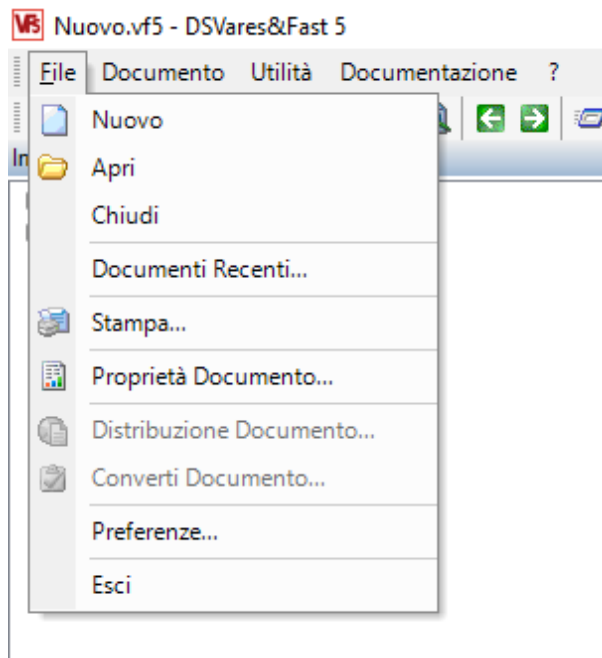 VF5 Nuovo.vf5 - DSVares&Fast 5
File Documento Utilità Documentazione ?
Nuovo
Apri
Chiudi
Documenti Recenti...
Stampa...
Proprietà Documento...
Distribuzione Documento...
Converti Documento...
Preferenze...
Esci